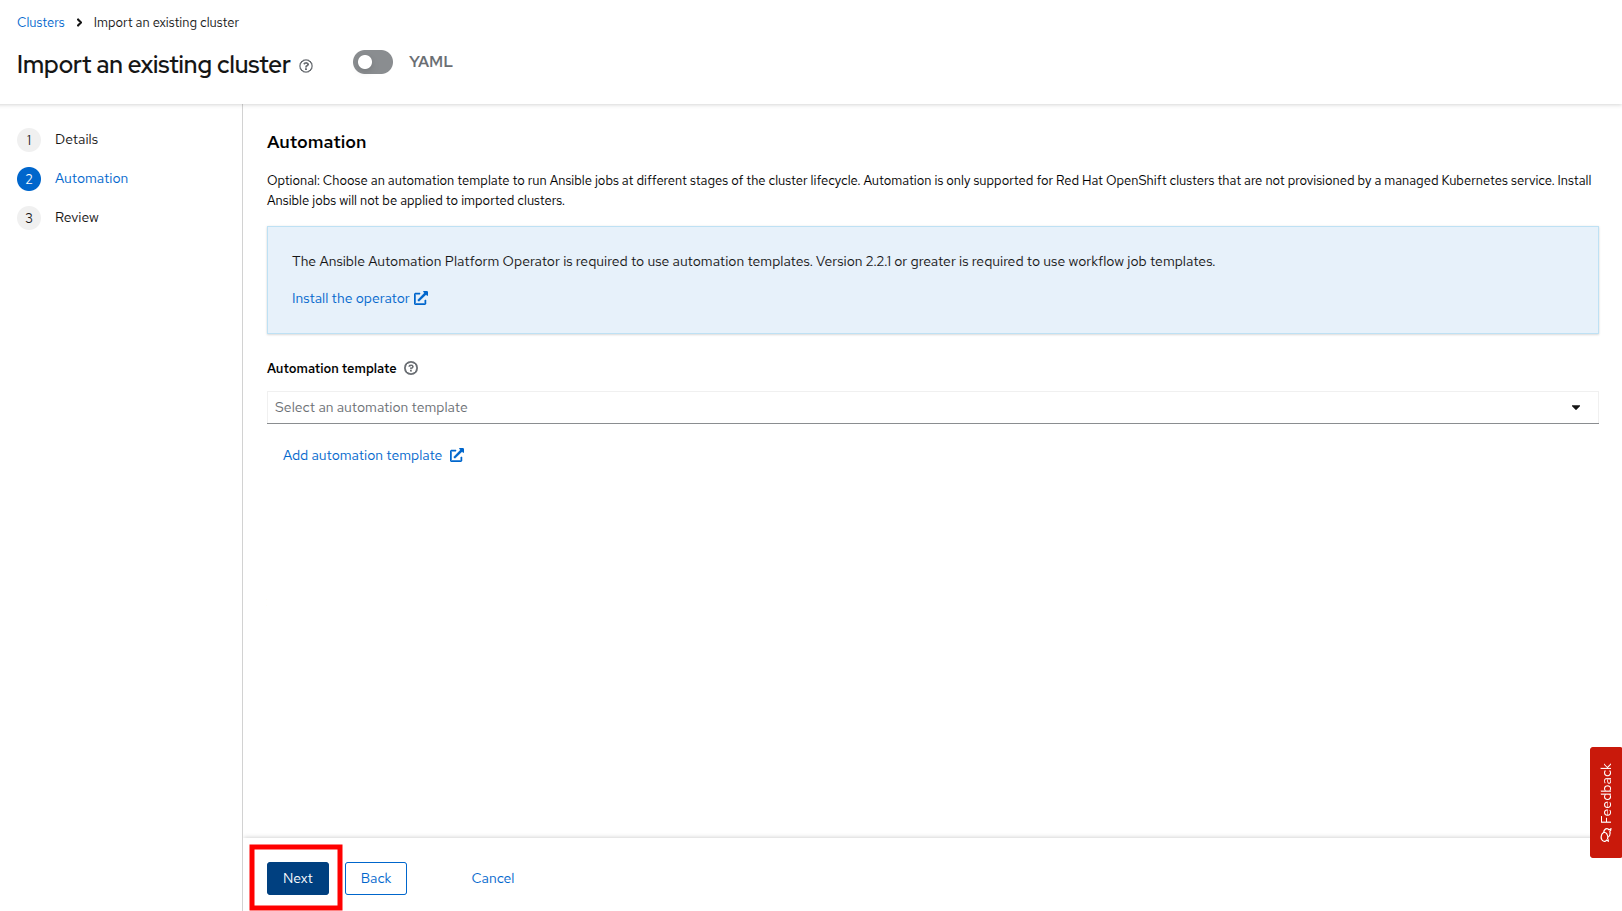 Clusters > Import an existing cluster
Import an existing cluster
YAML
1 Details
2 Automation
3 Review
Automation
Optional: Choose an automation template to run Ansible jobs at different stages of the cluster lifecycle. Automation is only supported for Red Hat OpenShift clusters that are not provisioned by a managed Kubernetes service. Install
Ansible jobs will not be applied to imported clusters.
The Ansible Automation Platform Operator is required to use automation templates. Version 2.2.1 or greater is required to use workflow job templates.
Install the operator
Automation template
Select an automation template
Add automation template
Feedback
Next
Back
Cancel